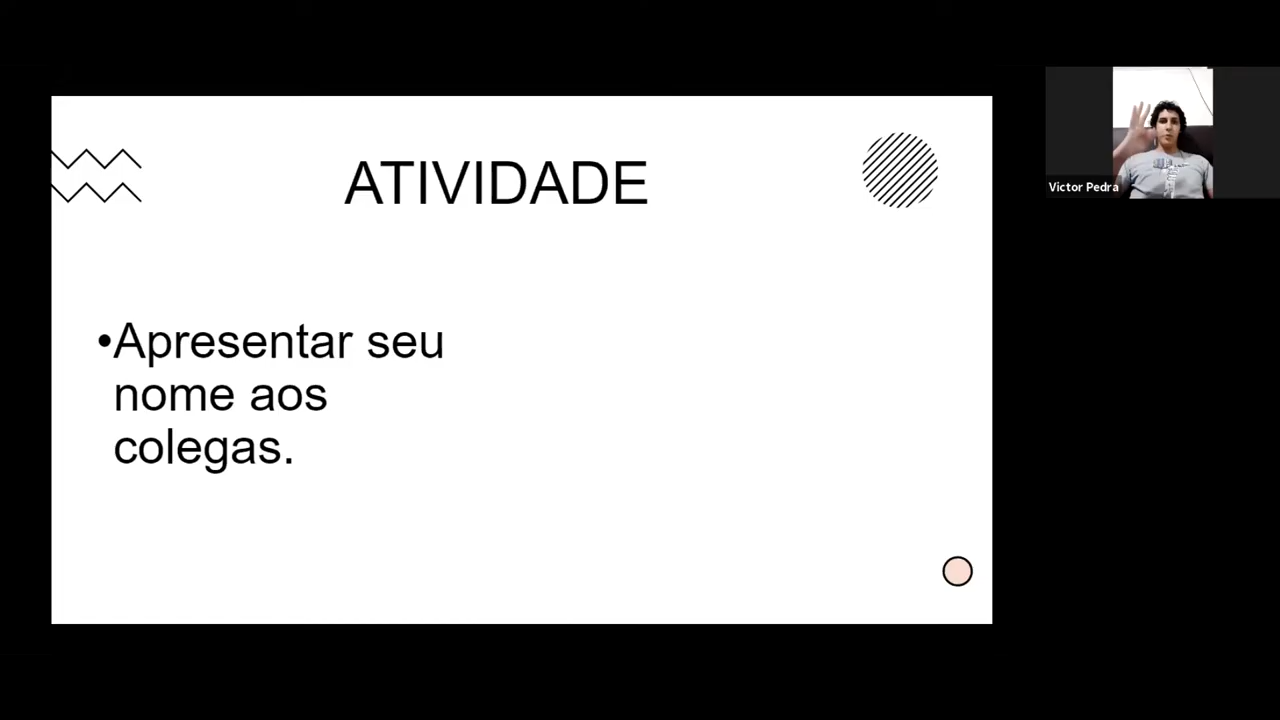 ATIVIDADE
•Apresentar seu
nome aos
colegas.
Victor Pedra